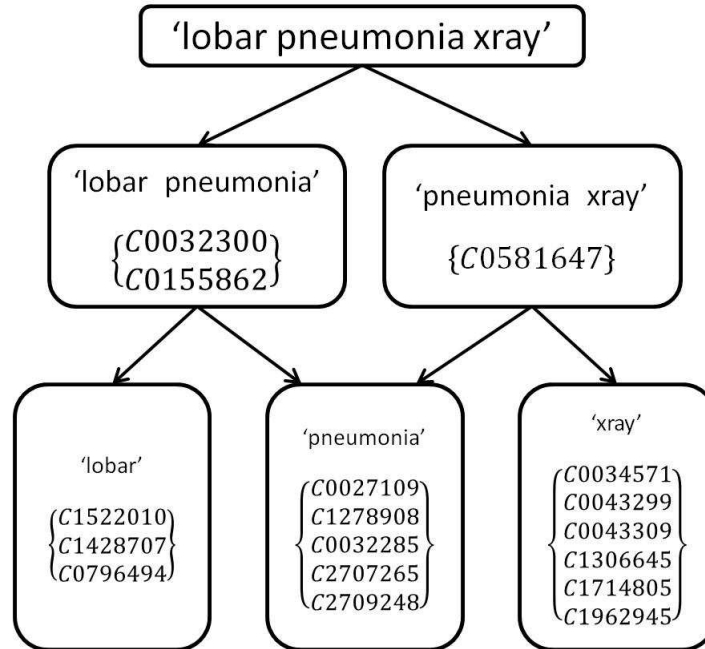 ‘lobar pneumonia xray’
‘lobar pneumonia’
{C0032300
C0155862}
‘pneumonia xray’
{C0581647}
‘lobar’
{C1522010
C1428707
C0796494}
‘pneumonia’
{C0027109
C1278908
C0032285
C2707265
C2709248}
‘xray’
{C0034571
C0043299
C0043309
C1306645
C1714805
C1962945}